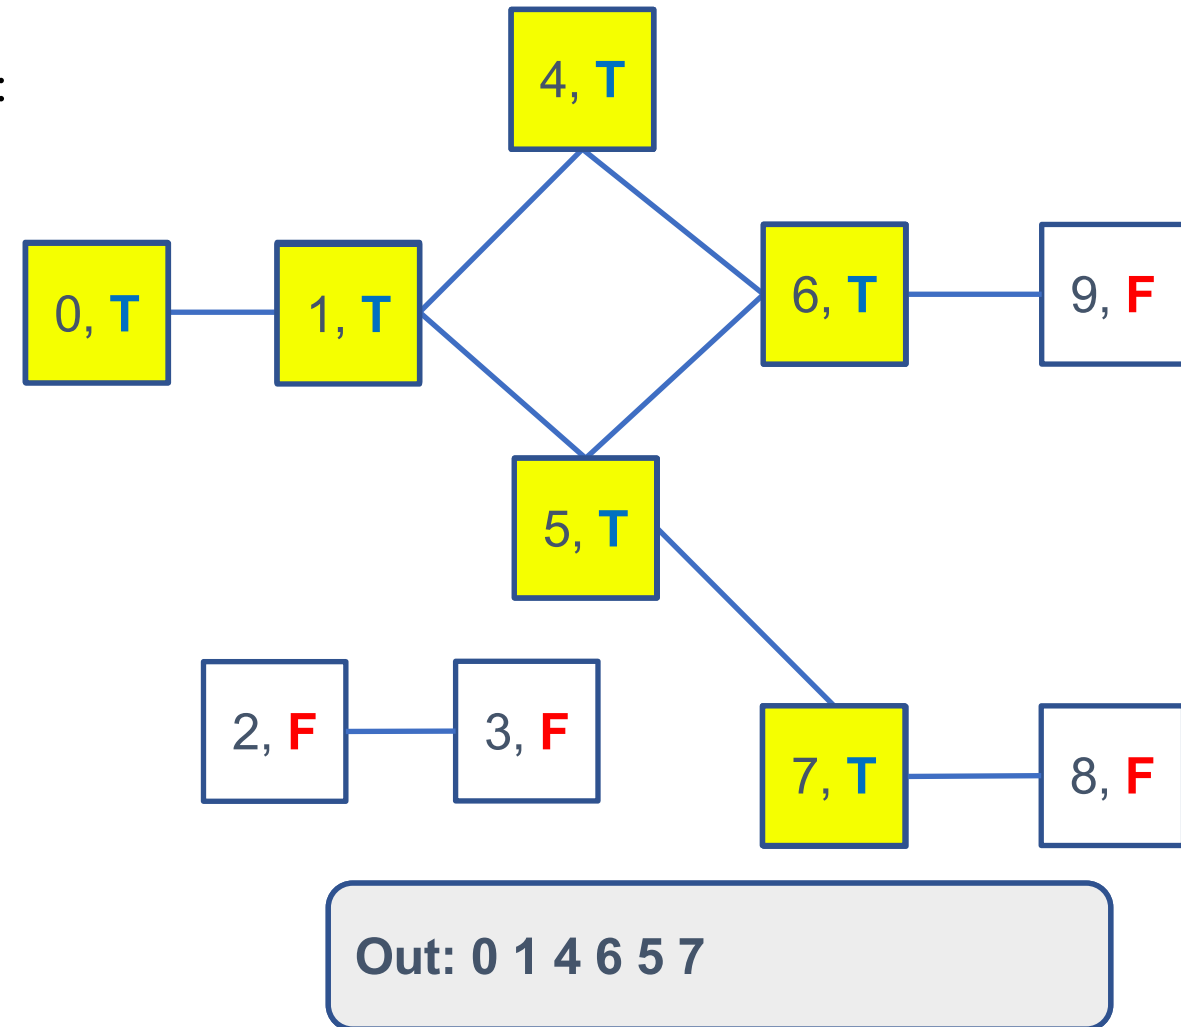 :
4, T
0, T
1, T
6, T
9, F
5, T
2, F
3, F
7, T
8, F
Out: 0 1 4 6 5 7